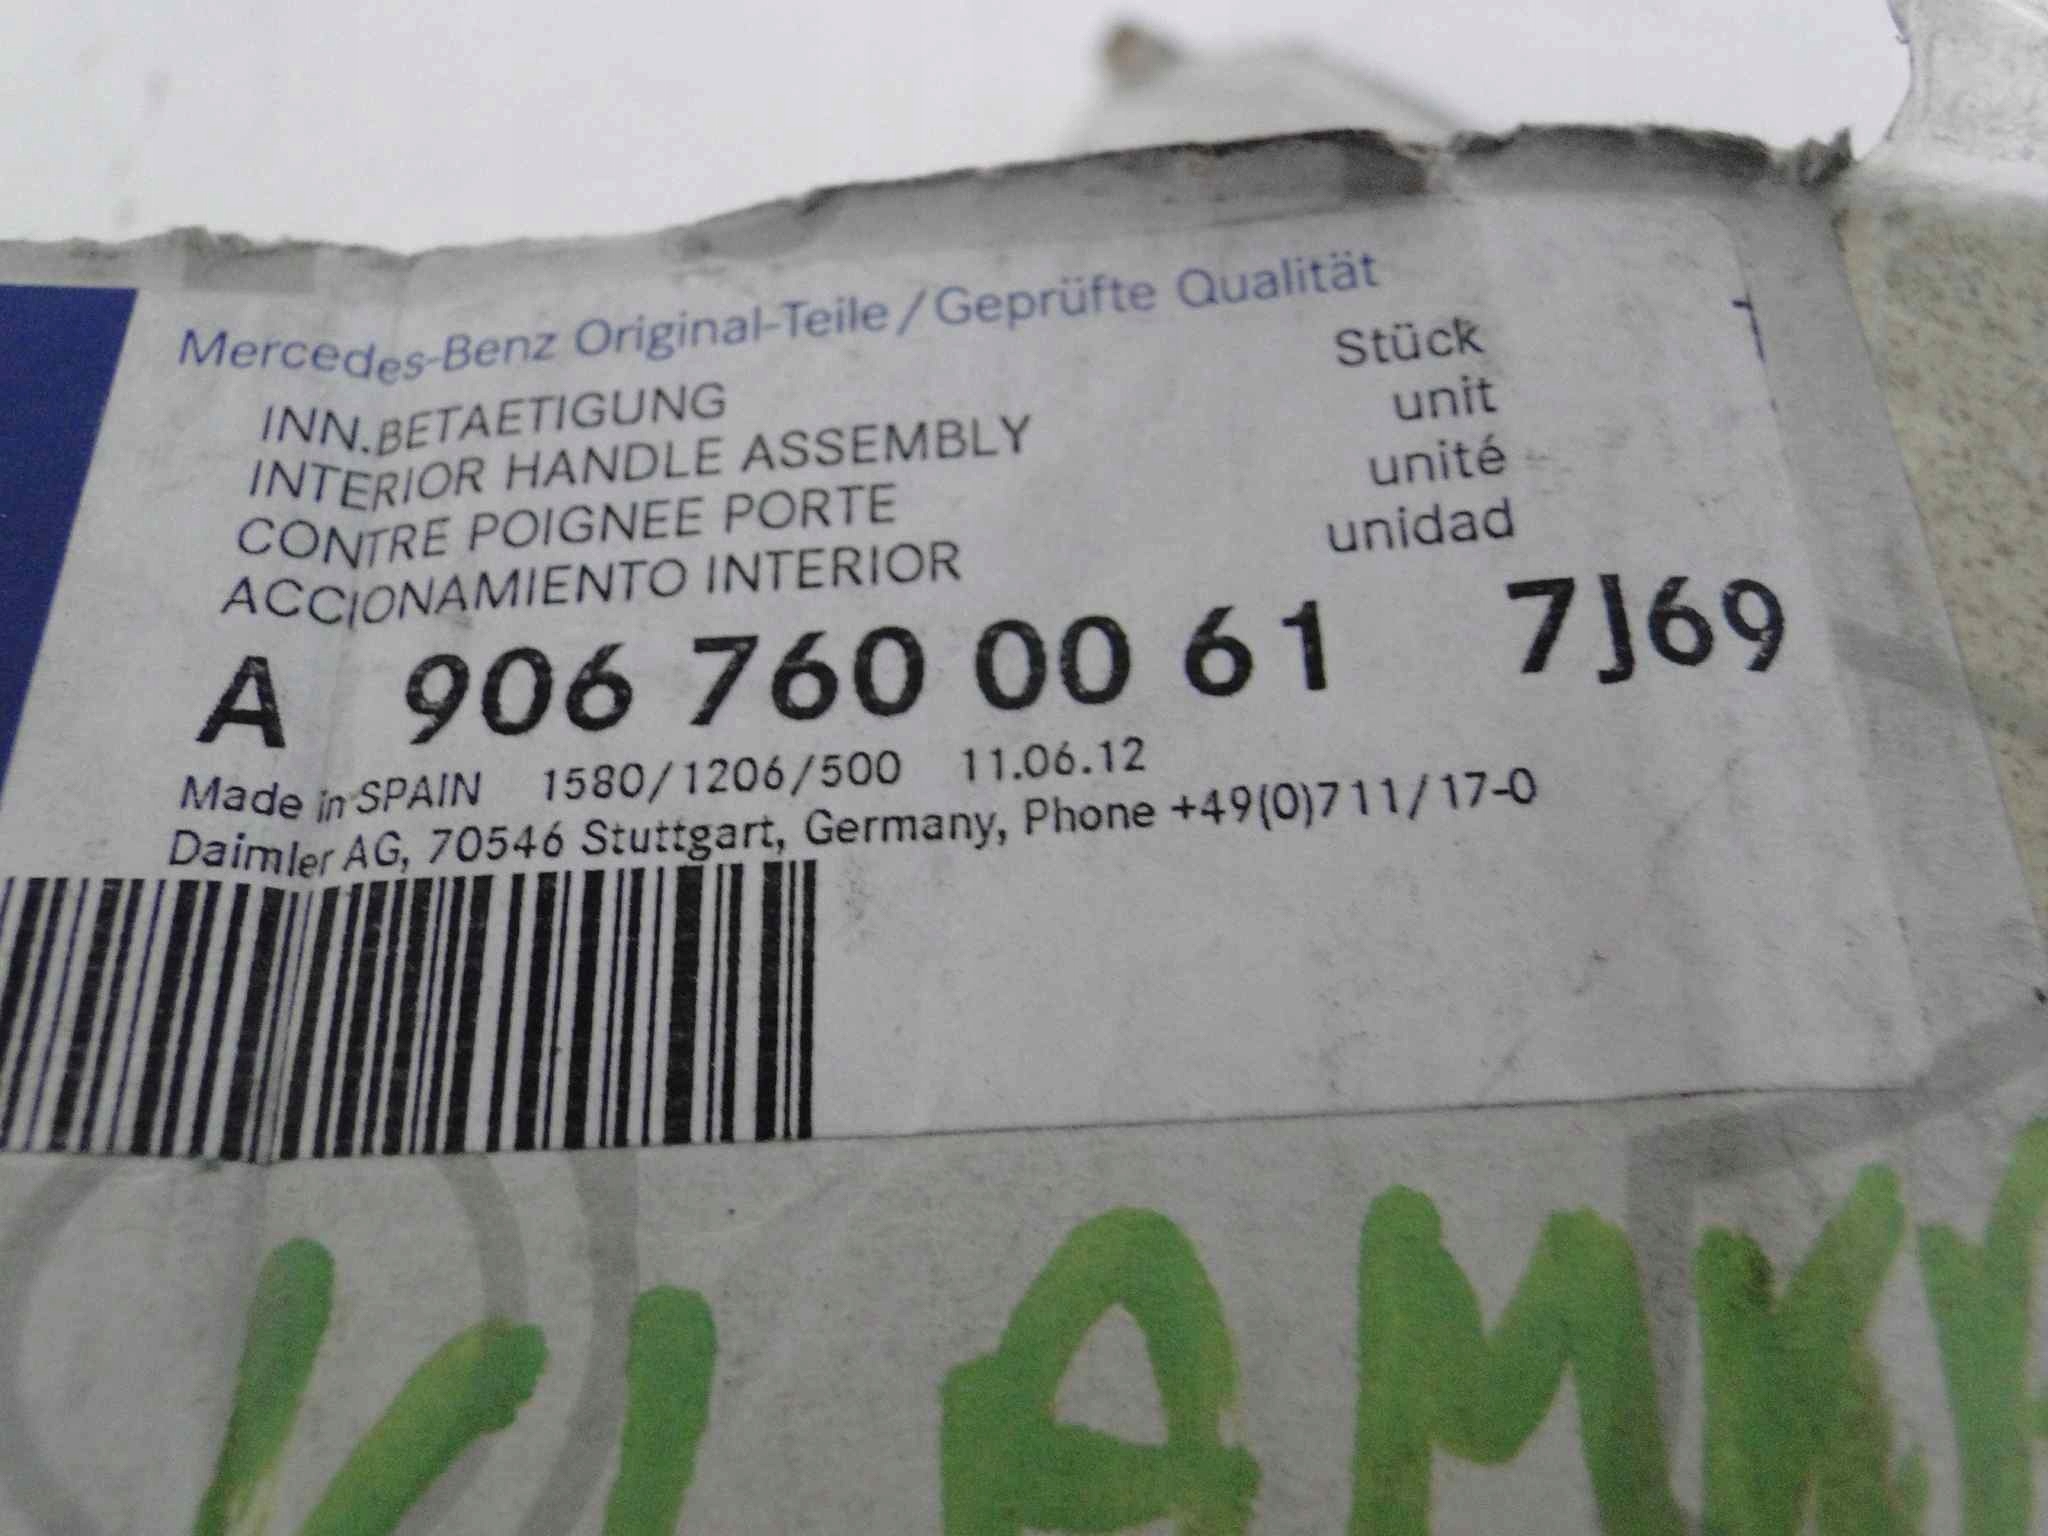 Mercedes-Benz Original-Teile/Geprüfte Qualität
INN.BETAETIGUNG Stück
INTERIOR HANDLE ASSEMBLY unit
CONTRE POIGNEE PORTE unité
ACCIONAMIENTO INTERIOR unidad
A 906 760 00 61 7J69
Made in SPAIN 1580/1206/500 11.06.12
Daimler AG, 70546 Stuttgart, Germany, Phone +49(0)711/17-0